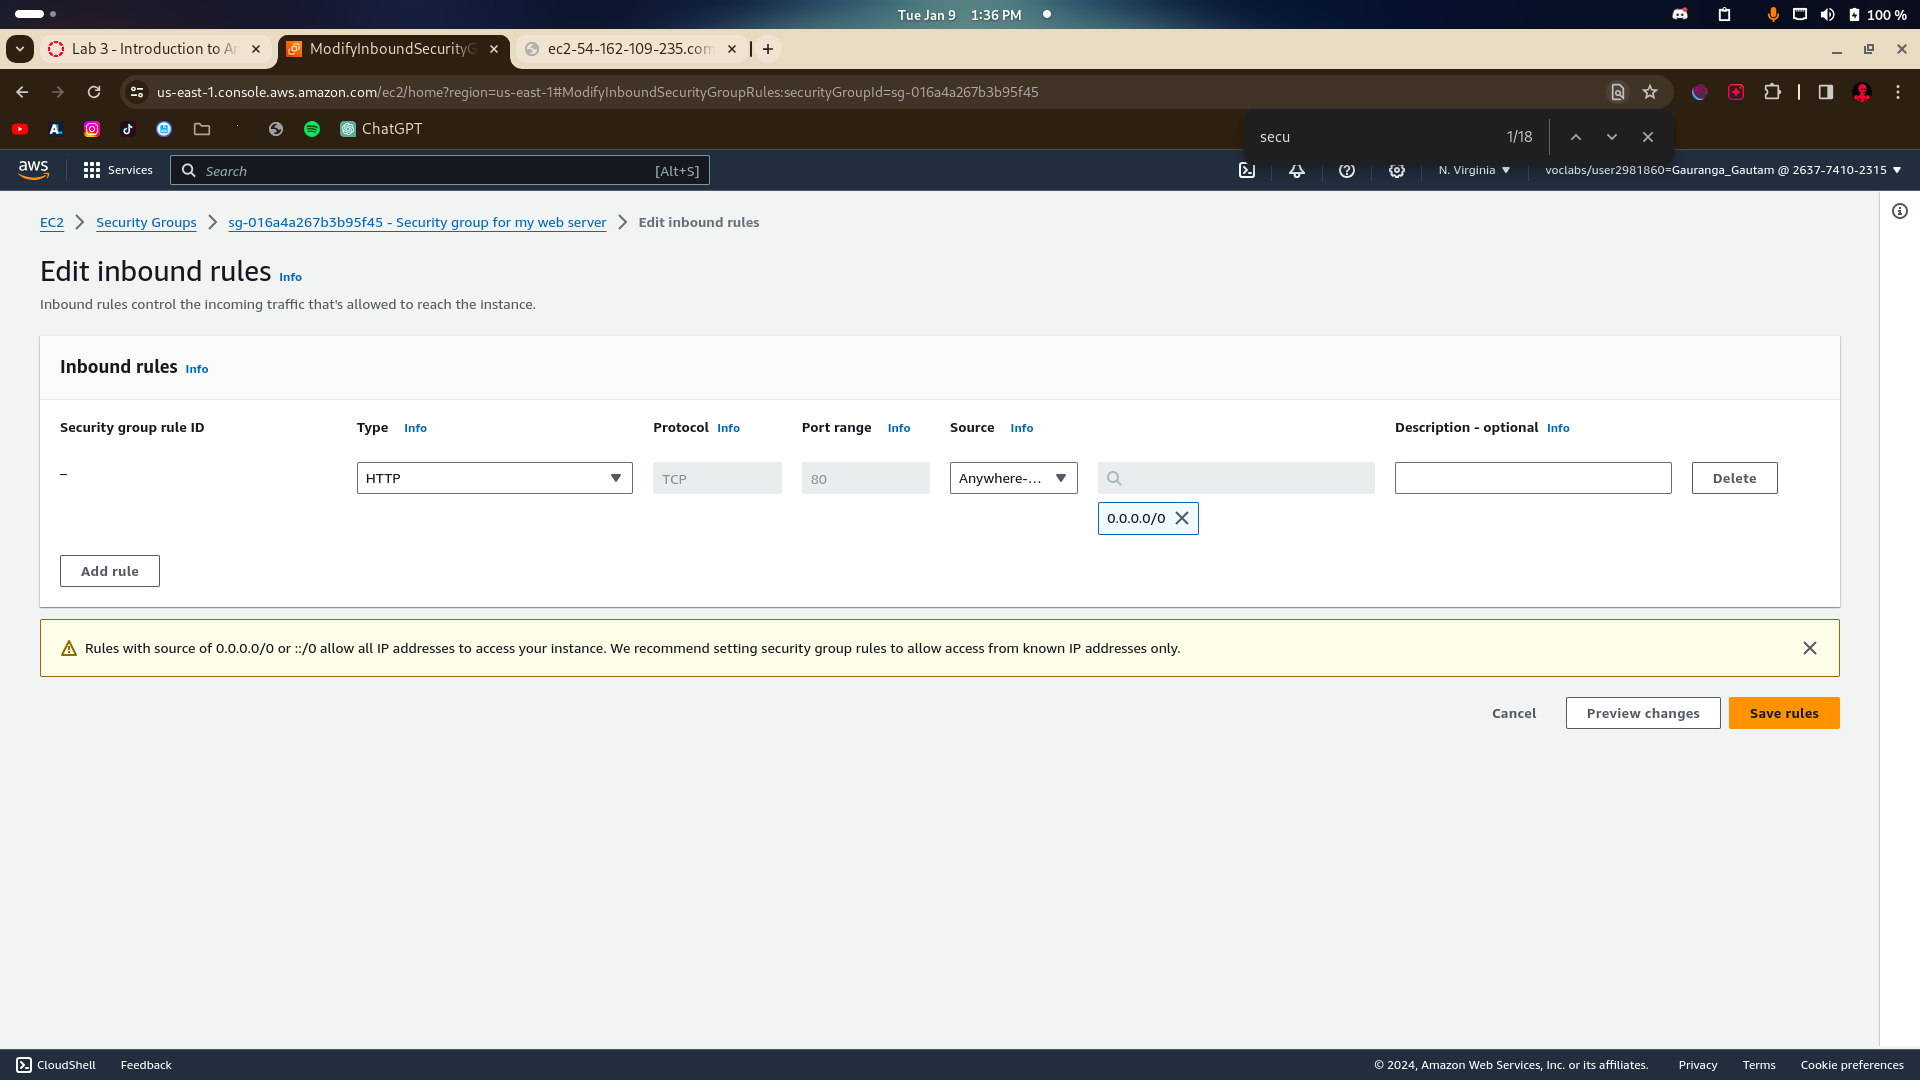 Tue Jan 9 1:36 PM
100 %
Lab 3 - Introduction to Am
ModifyInboundSecurityG
ec2-54-162-109-235.com
us-east-1.console.aws.amazon.com/ec2/home?region=us-east-1#ModifyInboundSecurityGroupRules:securityGroupId=sg-016a4a267b3b95f45
ChatGPT
secu 1/18
aws Services Search [Alt+S] N. Virginia voclabs/user2981860=Gauranga_Gautam @ 2637-7410-2315
EC2 Security Groups sg-016a4a267b3b95f45 - Security group for my web server Edit inbound rules
Edit inbound rules Info
Inbound rules control the incoming traffic that's allowed to reach the instance.
Inbound rules Info
Security group rule ID Type Info Protocol Info Port range Info Source Info Description - optional Info
– HTTP TCP 80 Anywhere-... Delete
0.0.0.0/0
Add rule
Rules with source of 0.0.0.0/0 or ::/0 allow all IP addresses to access your instance. We recommend setting security group rules to allow access from known IP addresses only.
Cancel Preview changes Save rules
CloudShell Feedback © 2024, Amazon Web Services, Inc. or its affiliates. Privacy Terms Cookie preferences